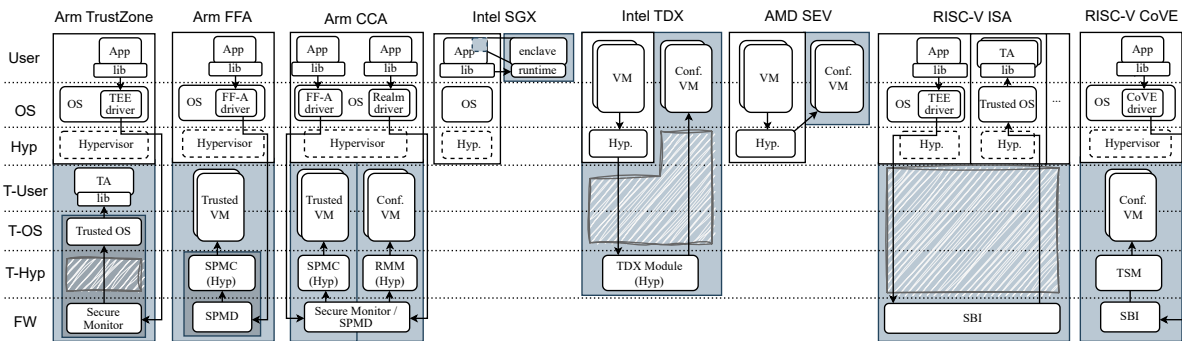 Arm TrustZone
Arm FFA
Arm CCA
Intel SGX
Intel TDX
AMD SEV
RISC-V ISA
RISC-V CoVE
User
OS
Hyp
T-User
T-OS
T-Hyp
FW
App
lib
OS
TEE
driver
Hypervisor
TA
lib
Trusted OS
Secure
Monitor
App
lib
OS
FF-A
driver
Hypervisor
Trusted
VM
SPMC
(Hyp)
SPMD
App
lib
App
lib
FF-A
driver
OS
Realm
driver
Hypervisor
Trusted
VM
Conf.
VM
SPMC
(Hyp)
RMM
(Hyp)
Secure Monitor /
SPMD
App
lib
enclave
runtime
OS
Hyp.
VM
Conf.
VM
Hyp.
TDX Module
(Hyp)
VM
Conf.
VM
Hyp.
App
lib
OS
TEE
driver
Hyp.
TA
lib
Trusted OS
Hyp.
...
SBI
App
lib
OS
CoVE
driver
Hypervisor
Conf.
VM
TSM
SBI